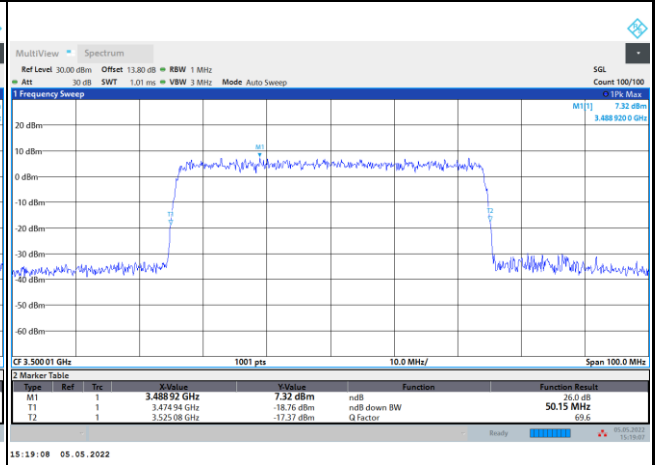 MultiView Spectrum
Ref Level 30.00 dBm Offset 13.80 dB RBW 1 MHz SGL
Att 30 dB SWT 1.01 ms VBW 3 MHz Mode Auto Sweep Count 100/100
1 Frequency Sweep 1Pk Max
M1[1] 7.32 dBm
3.488 920 0 GHz
20 dBm
M1
10 dBm
0 dBm
-10 dBm
T1 T2
-20 dBm
-30 dBm
-40 dBm
-50 dBm
-60 dBm
CF 3.500 01 GHz 1001 pts 10.0 MHz/ Span 100.0 MHz
2 Marker Table
Type Ref Trc X-Value Y-Value Function Function Result
M1 1 3.488 92 GHz 7.32 dBm ndB 26.0 dB
T1 1 3.474 94 GHz -18.76 dBm ndB down BW 50.15 MHz
T2 1 3.525 08 GHz -17.37 dBm Q Factor 69.6
Ready 05.05.2022
15:19:07
15:19:08 05.05.2022